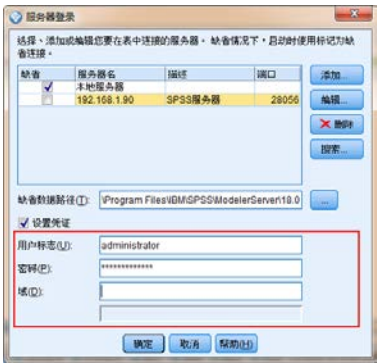 服务器登录
选择、添加或编辑您要在表中连接的服务器。缺省情况下，启动时使用标记为缺省连接。
缺省 服务器名 描述 端口
本地服务器
192.168.1.90 SPSS服务器 28056
添加...
编辑...
删除
搜索...
缺省数据路径(T): \Program Files\IBM\SPSS\ModelerServer\18.0 ...
设置凭证
用户标志(U): administrator
密码(P): *************
域(D):
确定 取消 帮助(H)